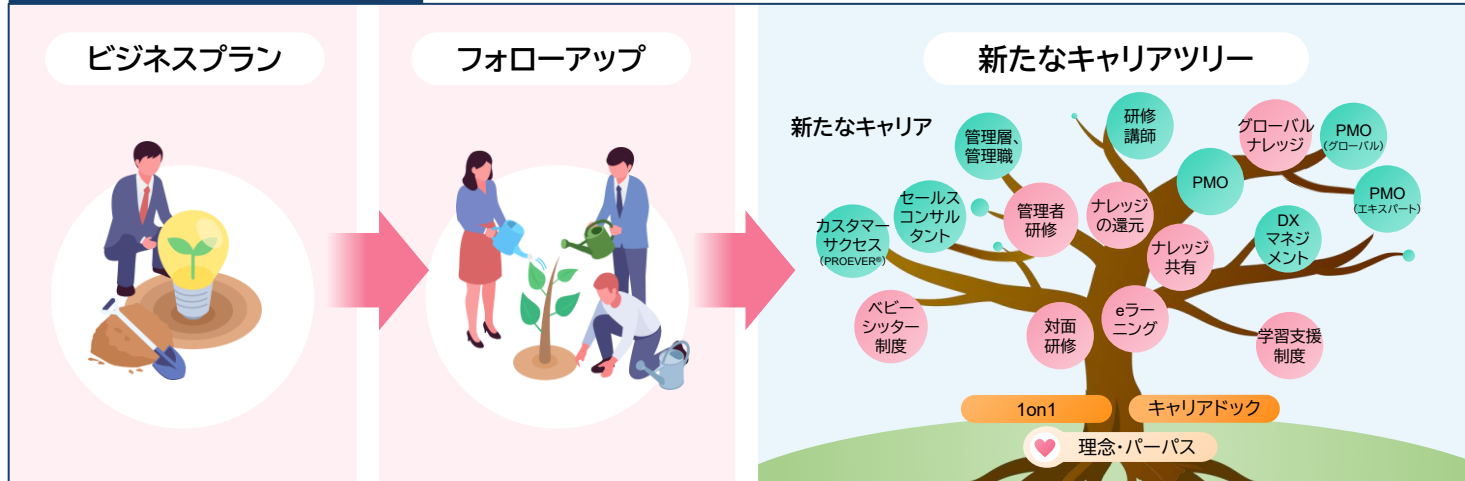 ビジネスプラン
フォローアップ
新たなキャリアツリー
新たなキャリア
管理層、
管理職
研修
講師
グローバル
ナレッジ
PMO
(グローバル)
PMO
(エキスパート)
PMO
セールス
コンサル
タント
カスタマー
サクセス
(PROEVER®)
管理者
研修
ナレッジ
の還元
ナレッジ
共有
DX
マネジ
メント
ベビー
シッター
制度
対面
研修
eラー
ニング
学習支援
制度
1on1
キャリアドック
理念・パーパス